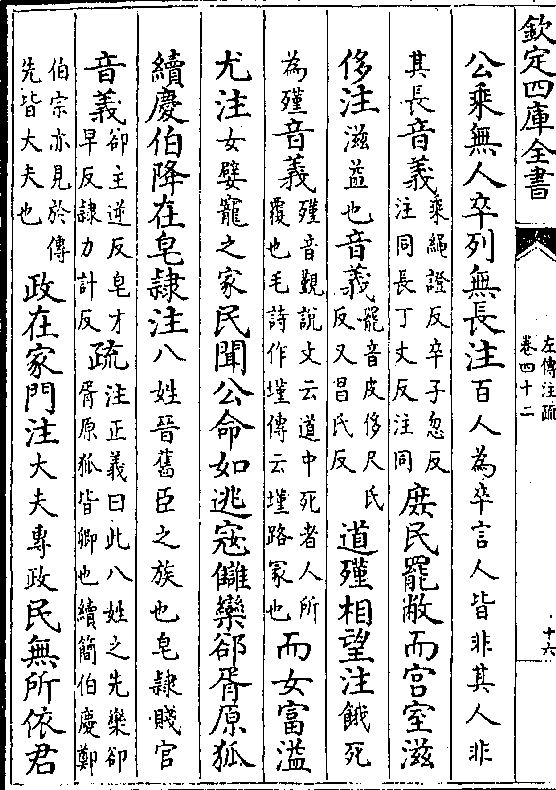 欽定四庫全書
左傳注疏
卷四十二
十六
公乘無人卒列無長注百人為卒言人皆非其人非
其長音義乘繩證反卒子忽反
注同長丁丈反注同庶民罷敝而宮室滋
侈注滋益也音義罷音皮侈尺氏
反又昌氏反道殣相望注餓死
為殣音義殣音覲說文云道中死者人所
覆也毛詩作墐傳云墐路冢也而女富溢
尤注女嬖寵之家民聞公命如逃寇讎欒郤胥原狐
續慶伯降在皂隸注八姓晉舊臣之族也皂隸賤官
音義郤主逆反皂才
早反隸力計反疏注正義曰此八姓之先欒郤
胥原狐皆卿也續簡伯慶鄭
伯宗亦見於傳
先皆大夫也政在家門注大夫專政民無所依君